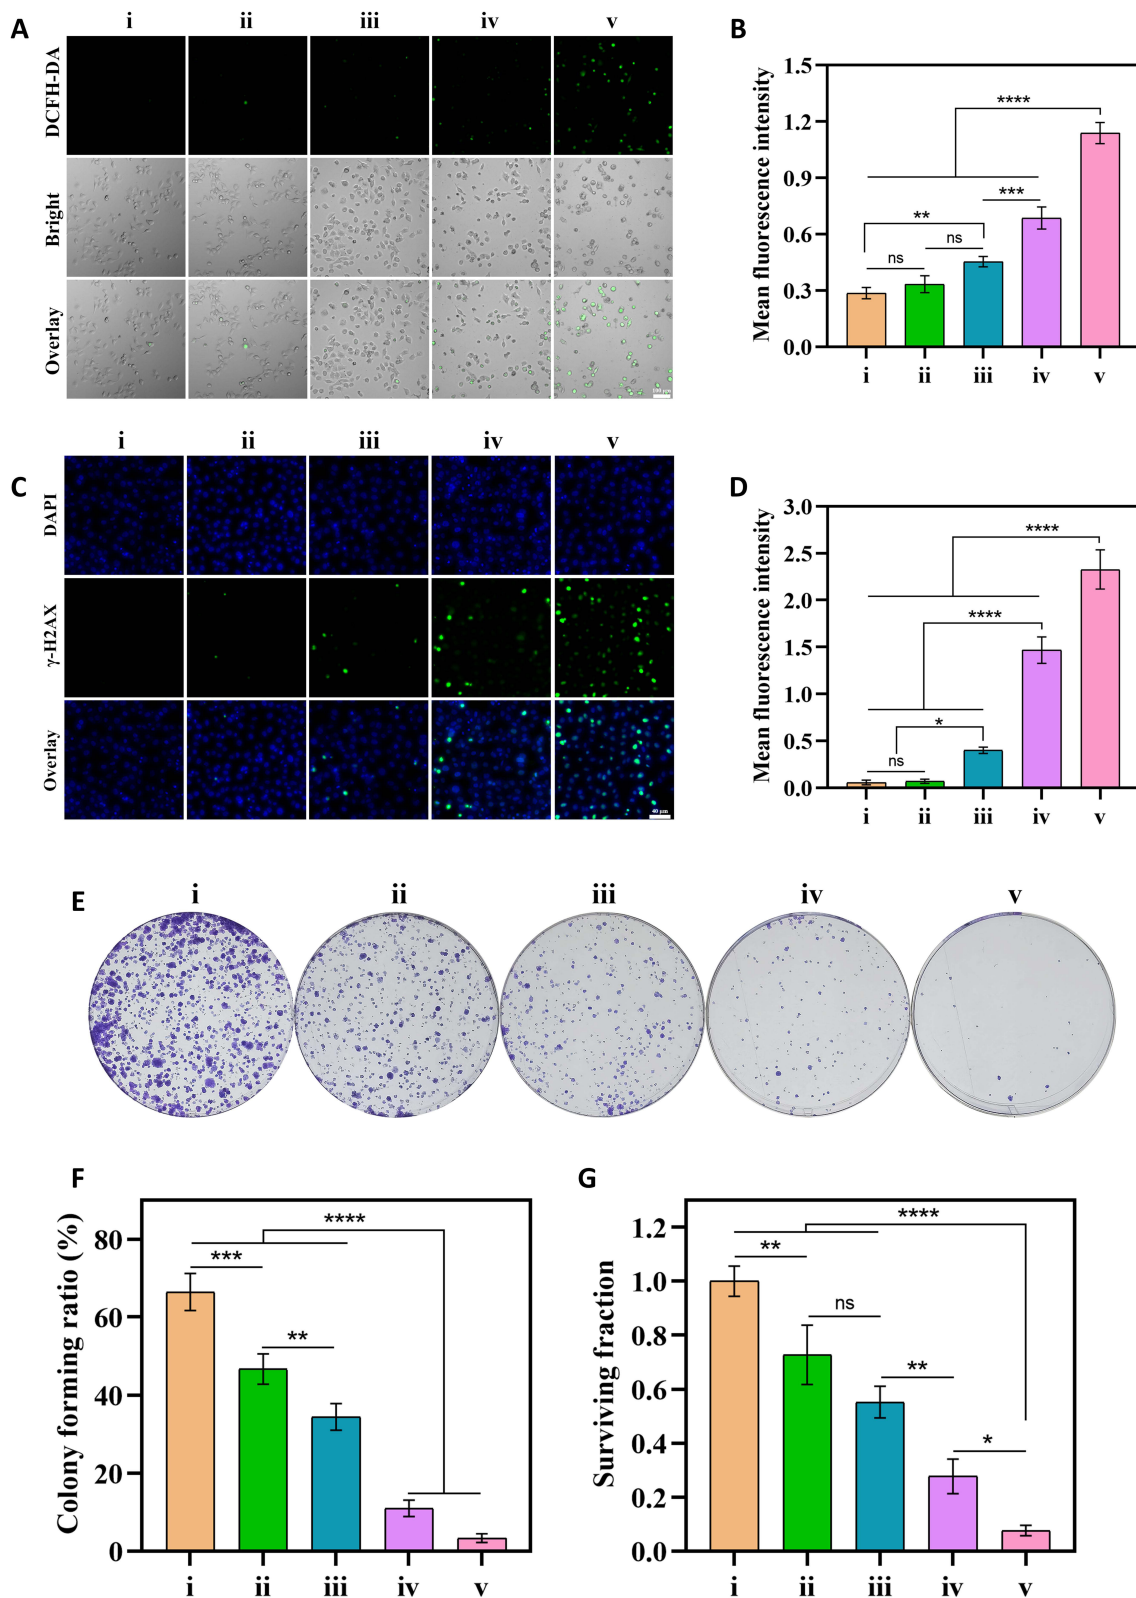 A
i ii iii iv v
DCFH-DA
Bright
Overlay
100 μm
B
Mean fluorescence intensity
1.5
1.2
0.9
0.6
0.3
0.0
****
***
**
ns
ns
i ii iii iv v
C
i ii iii iv v
DAPI
γ-H2AX
Overlay
40 μm
D
Mean fluorescence intensity
3.0
2.5
2.0
1.5
1.0
0.5
0.0
****
****
*
ns
i ii iii iv v
E
i ii iii iv v
F
Colony forming ratio (%)
80
60
40
20
0
****
***
**
i ii iii iv v
G
Surviving fraction
1.2
1.0
0.8
0.6
0.4
0.2
0.0
****
**
ns
**
*
i ii iii iv v